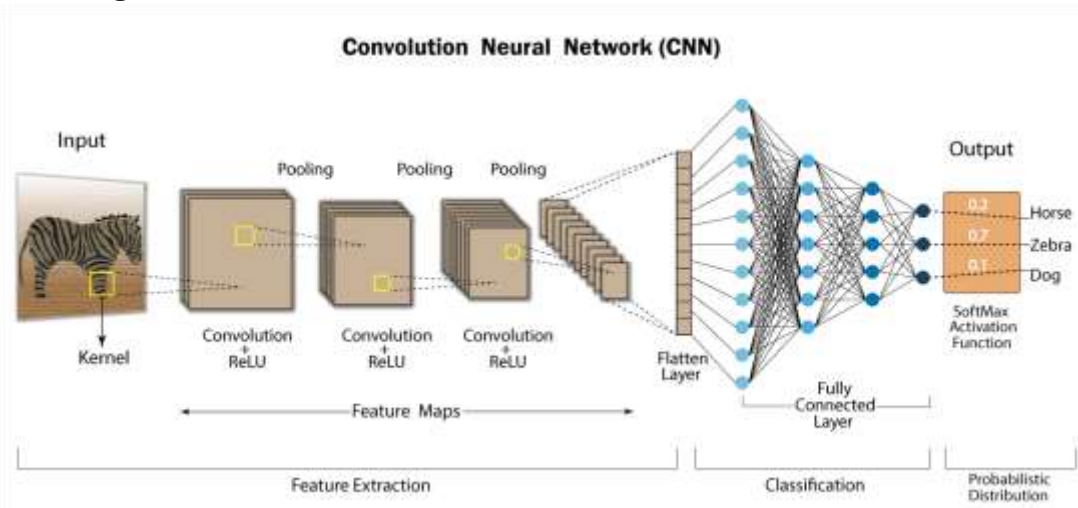 Convolution Neural Network (CNN)
Input
Output
Pooling
Pooling
Pooling
0.2
Horse
0.7
Zebra
0.1
Dog
Kernel
Convolution
+
ReLU
Convolution
+
ReLU
Convolution
+
ReLU
Flatten
Layer
SoftMax
Activation
Function
Fully
Connected
Layer
Feature Maps
Feature Extraction
Classification
Probabilistic
Distribution